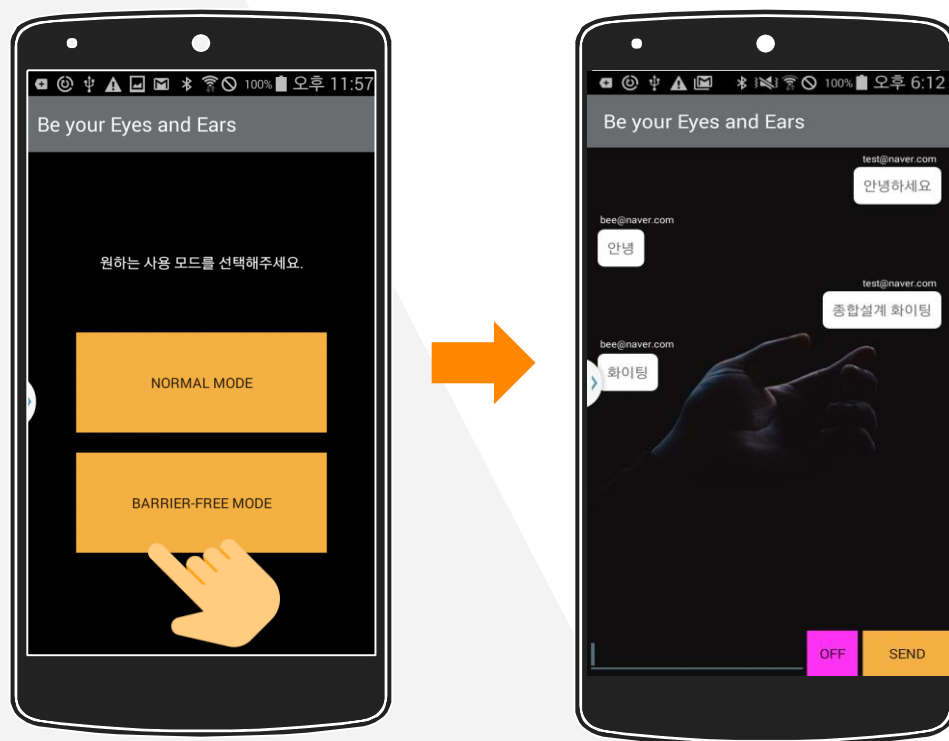 100% 오후 11:57
Be your Eyes and Ears
원하는 사용 모드를 선택해주세요.
NORMAL MODE
BARRIER-FREE MODE
100% 오후 6:12
Be your Eyes and Ears
test@naver.com
안녕하세요
bee@naver.com
안녕
test@naver.com
종합설계 화이팅
bee@naver.com
화이팅
OFF
SEND